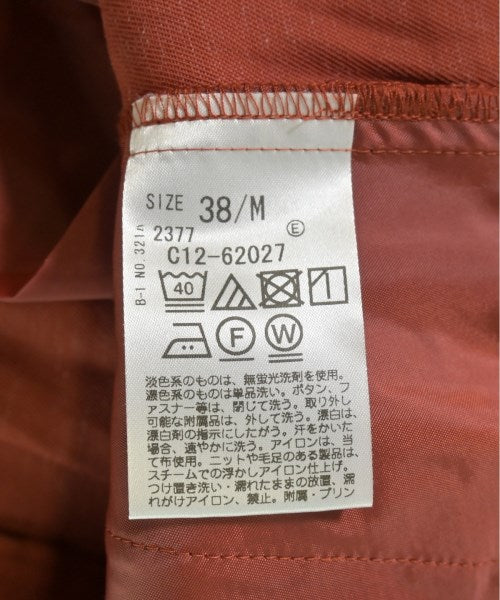 SIZE 38/M
2377 Ⓔ
C12-62027
B-1 NO.321A
40
F W
淡色系のものは、無蛍光洗剤を使用。
濃色系のものは単品洗い。ボタン、フ
ァスナー等は、閉じて洗う。取り外し
可能な附属品は、外して洗う。漂白は、
漂白剤の指示にしたがう。汗をかいた
場合、速やかに洗う。アイロンは、当
て布使用。ニットや毛足のある製品は、
スチームでの浮かしアイロン仕上げ。
つけ置き洗い・濡れたままの放置、濡
れがけアイロン、禁止。附属・プリン